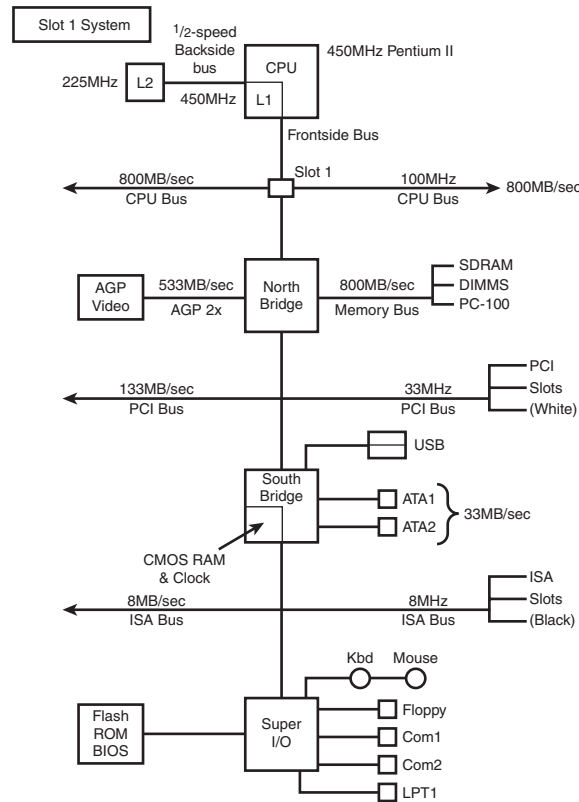 Slot 1 System
1/2-speed
Backside
bus
CPU
450MHz Pentium II
225MHz
L2
450MHz
L1
Frontside Bus
800MB/sec
CPU Bus
Slot 1
100MHz
CPU Bus
800MB/sec
AGP
Video
533MB/sec
AGP 2x
North
Bridge
800MB/sec
Memory Bus
SDRAM
DIMMS
PC-100
133MB/sec
PCI Bus
33MHz
PCI Bus
PCI
Slots
(White)
USB
South
Bridge
ATA1
ATA2
33MB/sec
CMOS RAM
& Clock
8MB/sec
ISA Bus
8MHz
ISA Bus
ISA
Slots
(Black)
Kbd
Mouse
Flash
ROM
BIOS
Super
I/O
Floppy
Com1
Com2
LPT1